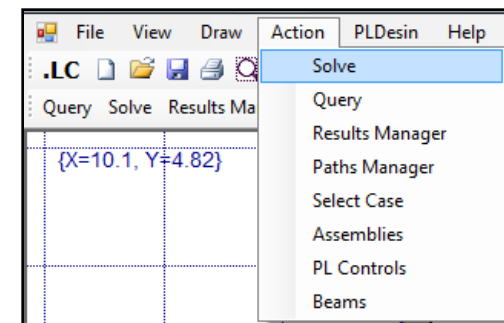 File View Draw Action PLDesin Help
.LC
Query Solve Results Ma
{X=10.1, Y=4.82}
Solve
Query
Results Manager
Paths Manager
Select Case
Assemblies
PL Controls
Beams